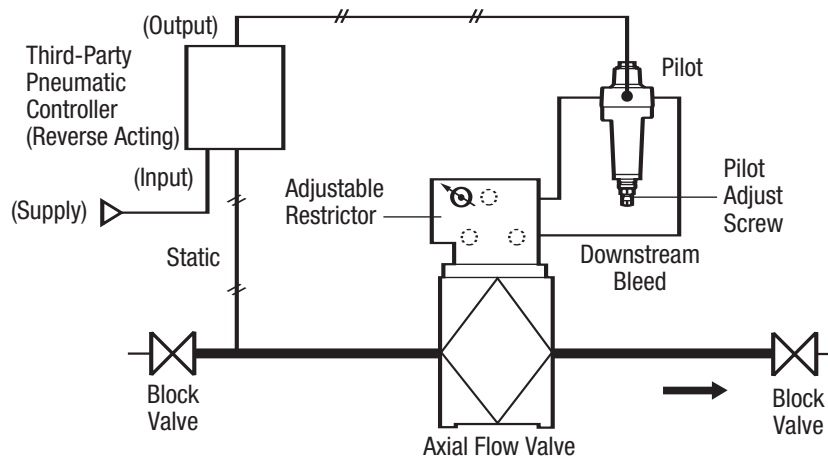 (Output)
Third-Party
Pneumatic
Controller
(Reverse Acting)
(Input)
(Supply)
Static
Adjustable
Restrictor
Pilot
Pilot
Adjust
Screw
Downstream
Bleed
Block
Valve
Axial Flow Valve
Block
Valve